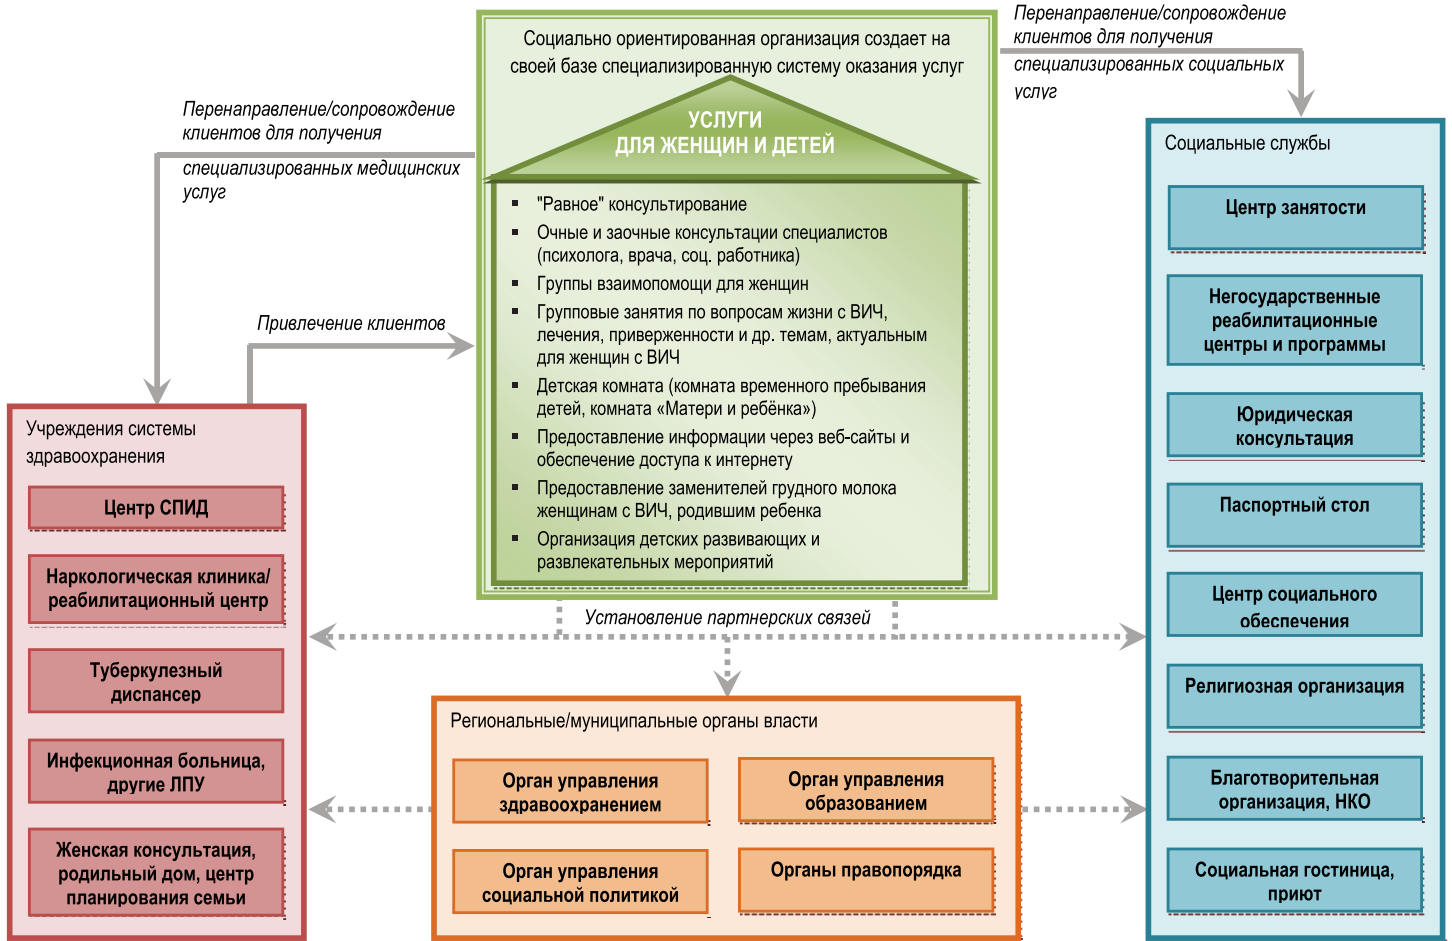 Социально ориентированная организация создает на
своей базе специализированную систему оказания услуг
УСЛУГИ
ДЛЯ ЖЕНЩИН И ДЕТЕЙ
▪ "Равное" консультирование
▪ Очные и заочные консультации специалистов
(психолога, врача, соц. работника)
▪ Группы взаимопомощи для женщин
▪ Групповые занятия по вопросам жизни с ВИЧ,
лечения, приверженности и др. темам, актуальным
для женщин с ВИЧ
▪ Детская комната (комната временного пребывания
детей, комната «Матери и ребёнка»)
▪ Предоставление информации через веб-сайты и
обеспечение доступа к интернету
▪ Предоставление заменителей грудного молока
женщинам с ВИЧ, родившим ребенка
▪ Организация детских развивающих и
развлекательных мероприятий
Перенаправление/сопровождение
клиентов для получения
специализированных медицинских
услуг
Привлечение клиентов
Перенаправление/сопровождение
клиентов для получения
специализированных социальных
услуг
Учреждения системы
здравоохранения
Центр СПИД
Наркологическая клиника/
реабилитационный центр
Туберкулезный
диспансер
Инфекционная больница,
другие ЛПУ
Женская консультация,
родильный дом, центр
планирования семьи
Установление партнерских связей
Региональные/муниципальные органы власти
Орган управления
здравоохранением
Орган управления
образованием
Орган управления
социальной политикой
Органы правопорядка
Социальные службы
Центр занятости
Негосударственные
реабилитационные
центры и программы
Юридическая
консультация
Паспортный стол
Центр социального
обеспечения
Религиозная организация
Благотворительная
организация, НКО
Социальная гостиница,
приют